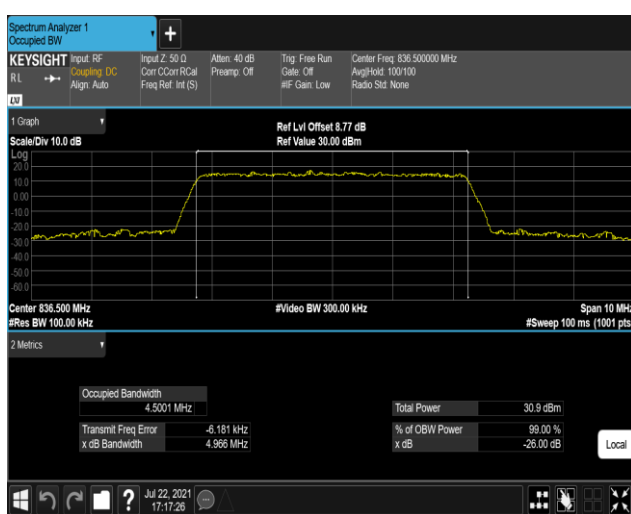 Spectrum Analyzer 1
Occupied BW
KEYSIGHT
RL
LXI
Input: RF
Coupling: DC
Align: Auto
Input Z: 50 Ω
Corr CCorr RCal
Freq Ref: Int (S)
Atten: 40 dB
Preamp: Off
Trig: Free Run
Gate: Off
#IF Gain: Low
Center Freq: 836.500000 MHz
Avg|Hold: 100/100
Radio Std: None
1 Graph
Scale/Div 10.0 dB
Ref Lvl Offset 8.77 dB
Ref Value 30.00 dBm
Log
20.0
10.0
0.00
-10.0
-20.0
-30.0
-40.0
-50.0
-60.0
Center 836.500 MHz
#Res BW 100.00 kHz
#Video BW 300.00 kHz
Span 10 MHz
#Sweep 100 ms (1001 pts
2 Metrics
Occupied Bandwidth
4.5001 MHz
Transmit Freq Error -6.181 kHz
x dB Bandwidth 4.966 MHz
Total Power 30.9 dBm
% of OBW Power 99.00 %
x dB -26.00 dB
Local
?
Jul 22, 2021
17:17:26